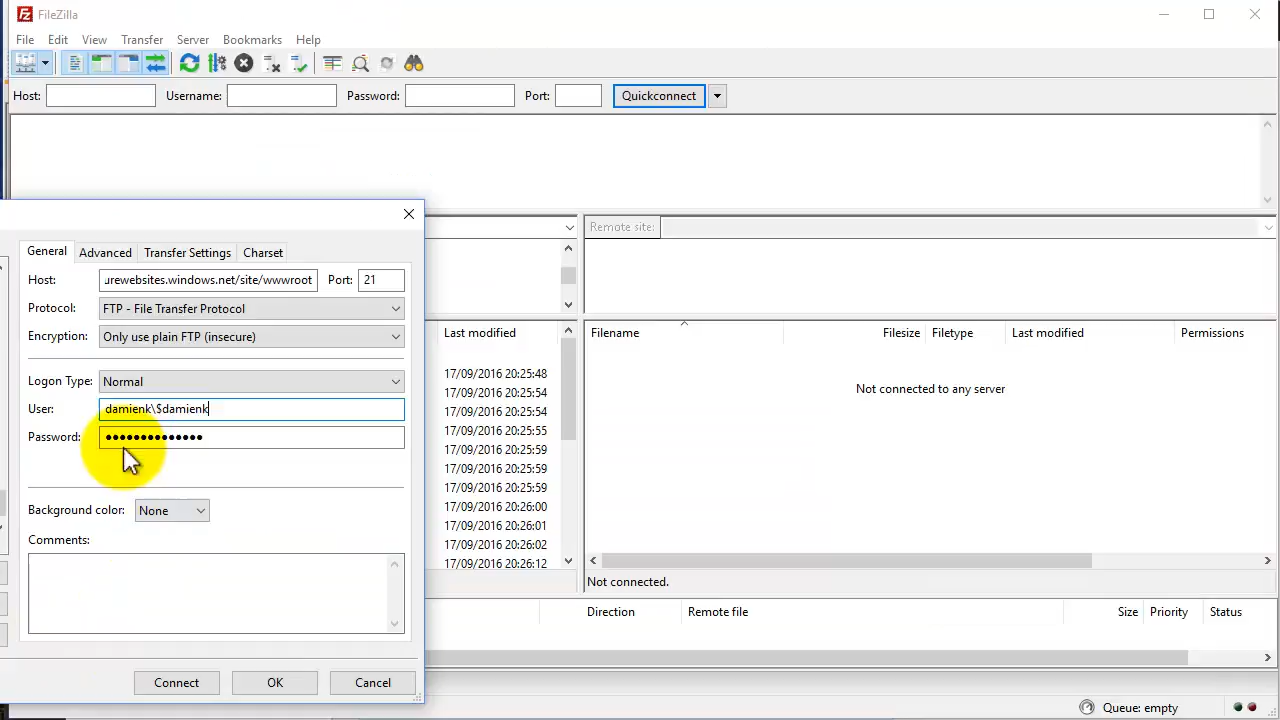 FileZilla
File Edit View Transfer Server Bookmarks Help
Host: Username: Password: Port: Quickconnect
Remote site:
General Advanced Transfer Settings Charset
Host: urewebsites.windows.net/site/wwwroot Port: 21
Protocol: FTP - File Transfer Protocol
Encryption: Only use plain FTP (insecure)
Logon Type: Normal
User: damienk\$damienk
Password: ••••••••••••••
Background color: None
Comments:
Connect OK Cancel
Last modified
17/09/2016 20:25:48
17/09/2016 20:25:54
17/09/2016 20:25:54
17/09/2016 20:25:55
17/09/2016 20:25:59
17/09/2016 20:25:59
17/09/2016 20:25:59
17/09/2016 20:26:00
17/09/2016 20:26:01
17/09/2016 20:26:02
17/09/2016 20:26:12
Filename Filesize Filetype Last modified Permissions
Not connected to any server
Not connected.
Direction Remote file Size Priority Status
Queue: empty